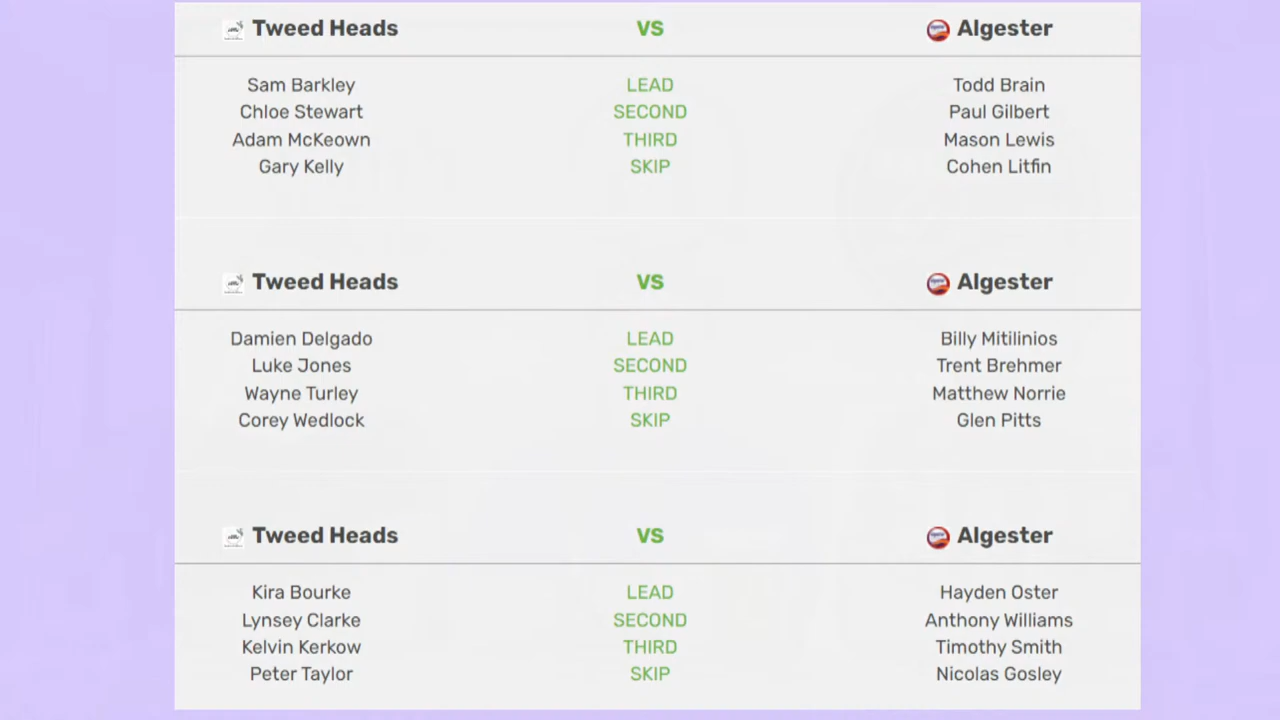 Tweed Heads VS Algester
Sam Barkley LEAD Todd Brain
Chloe Stewart SECOND Paul Gilbert
Adam McKeown THIRD Mason Lewis
Gary Kelly SKIP Cohen Litfin
Tweed Heads VS Algester
Damien Delgado LEAD Billy Mitilinios
Luke Jones SECOND Trent Brehmer
Wayne Turley THIRD Matthew Norrie
Corey Wedlock SKIP Glen Pitts
Tweed Heads VS Algester
Kira Bourke LEAD Hayden Oster
Lynsey Clarke SECOND Anthony Williams
Kelvin Kerkow THIRD Timothy Smith
Peter Taylor SKIP Nicolas Gosley